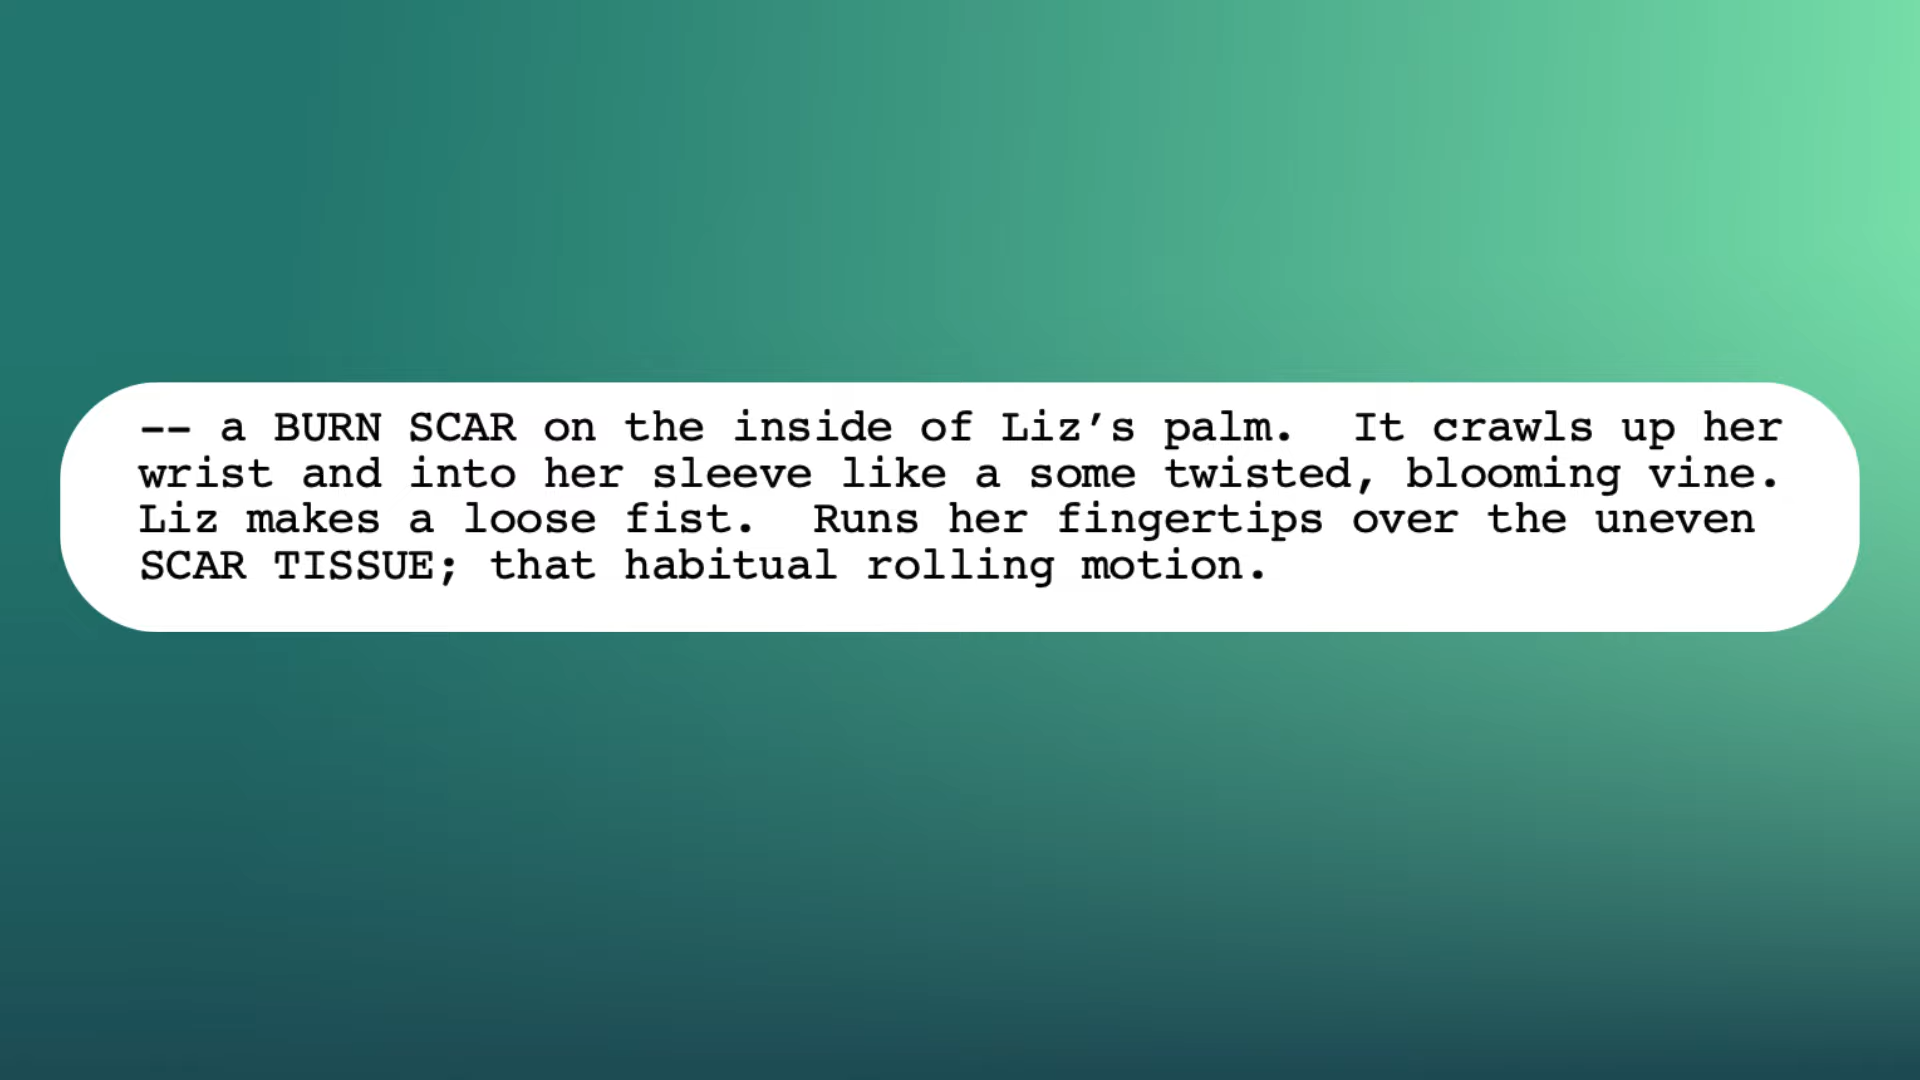 -- a BURN SCAR on the inside of Liz’s palm.  It crawls up her
wrist and into her sleeve like a some twisted, blooming vine.
Liz makes a loose fist.  Runs her fingertips over the uneven
SCAR TISSUE; that habitual rolling motion.